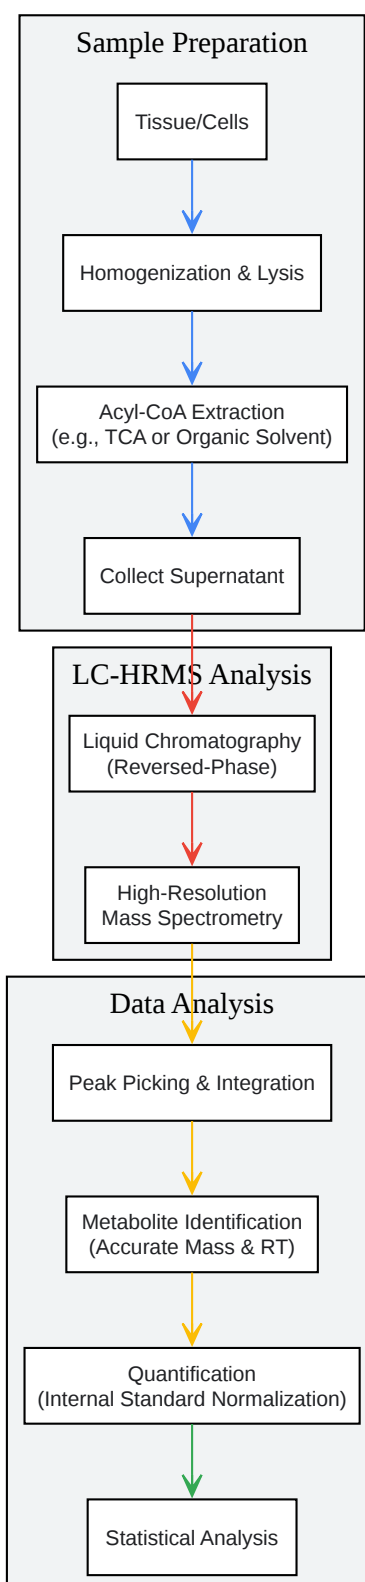 Sample Preparation
Tissue/Cells
Homogenization & Lysis
Acyl-CoA Extraction
(e.g., TCA or Organic Solvent)
Collect Supernatant
LC-HRMS Analysis
Liquid Chromatography
(Reversed-Phase)
High-Resolution
Mass Spectrometry
Data Analysis
Peak Picking & Integration
Metabolite Identification
(Accurate Mass & RT)
Quantification
(Internal Standard Normalization)
Statistical Analysis